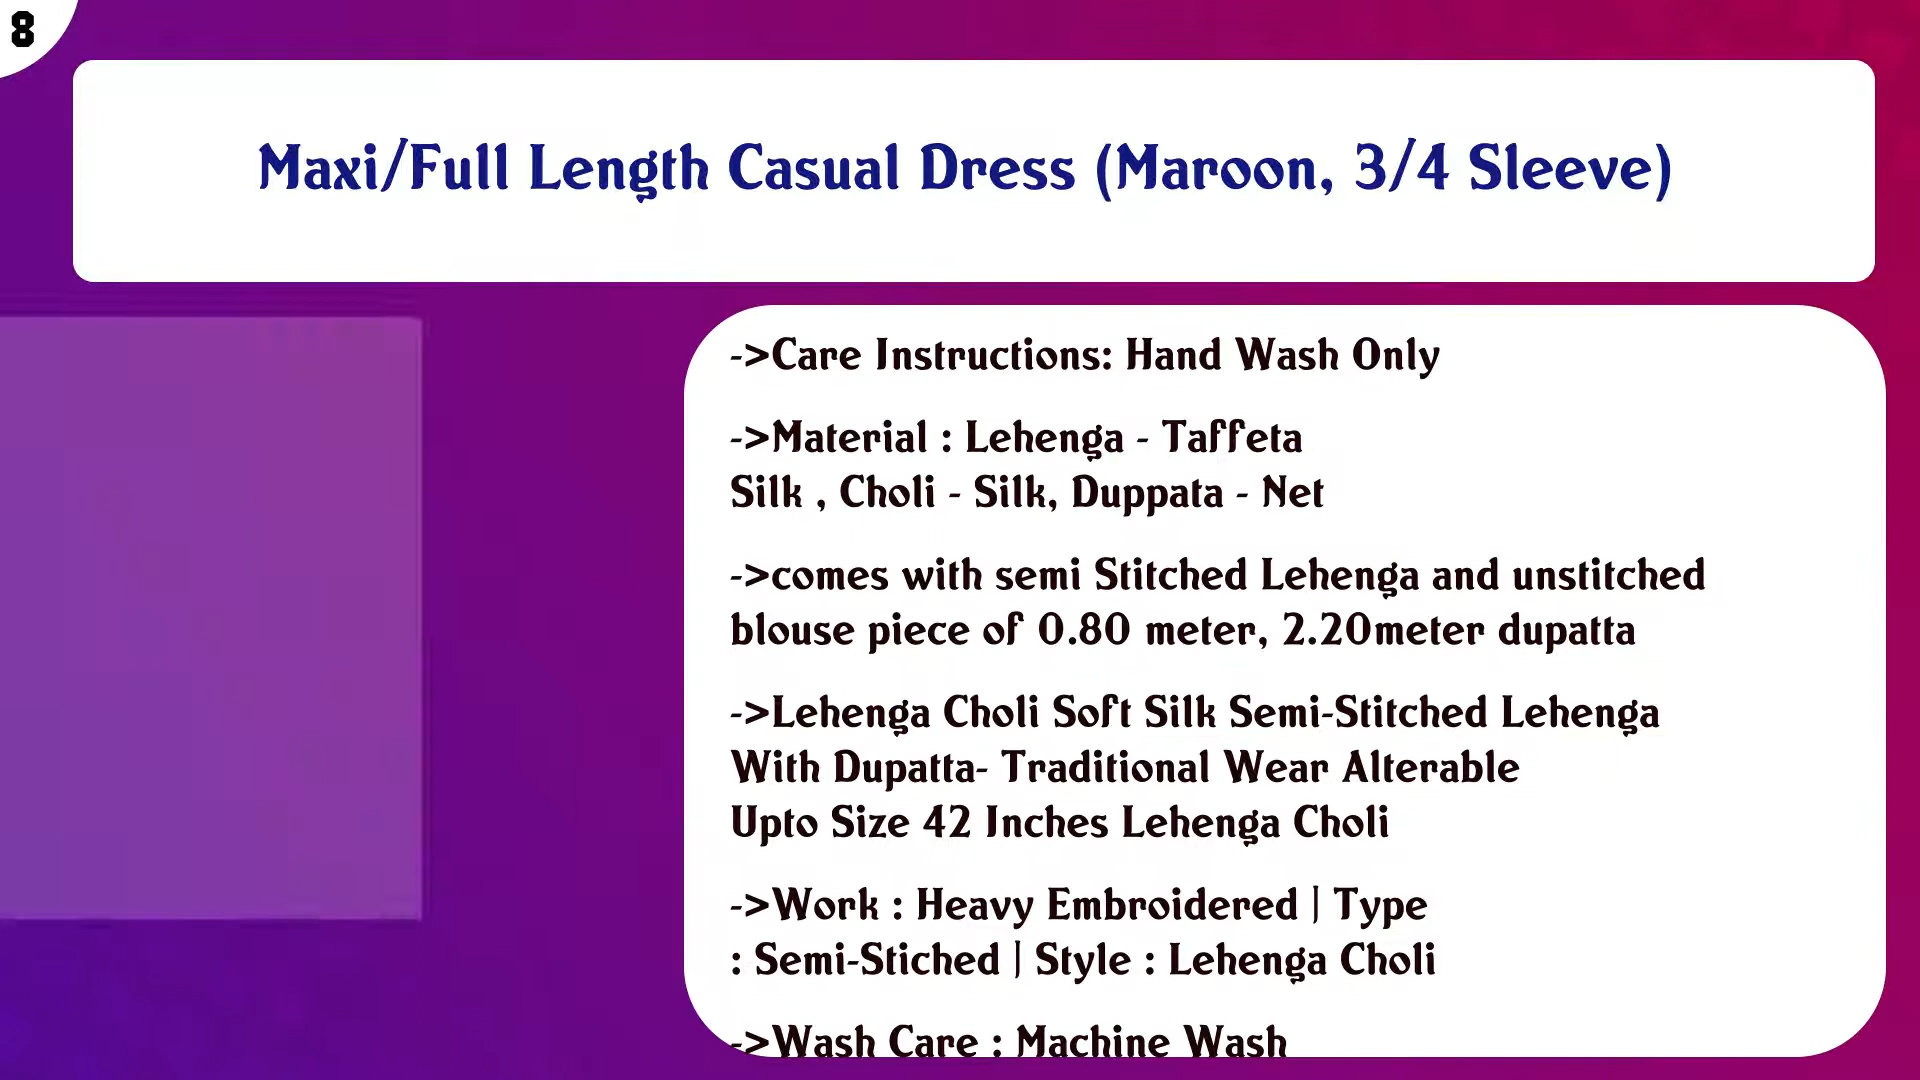 8
Maxi/Full Length Casual Dress (Maroon, 3/4 Sleeve)
->Care Instructions: Hand Wash Only
->Material : Lehenga - Taffeta
Silk , Choli - Silk, Duppata - Net
->comes with semi Stitched Lehenga and unstitched
blouse piece of 0.80 meter, 2.20meter dupatta
->Lehenga Choli Soft Silk Semi-Stitched Lehenga
With Dupatta- Traditional Wear Alterable
Upto Size 42 Inches Lehenga Choli
->Work : Heavy Embroidered | Type
: Semi-Stiched | Style : Lehenga Choli
->Wash Care : Machine Wash